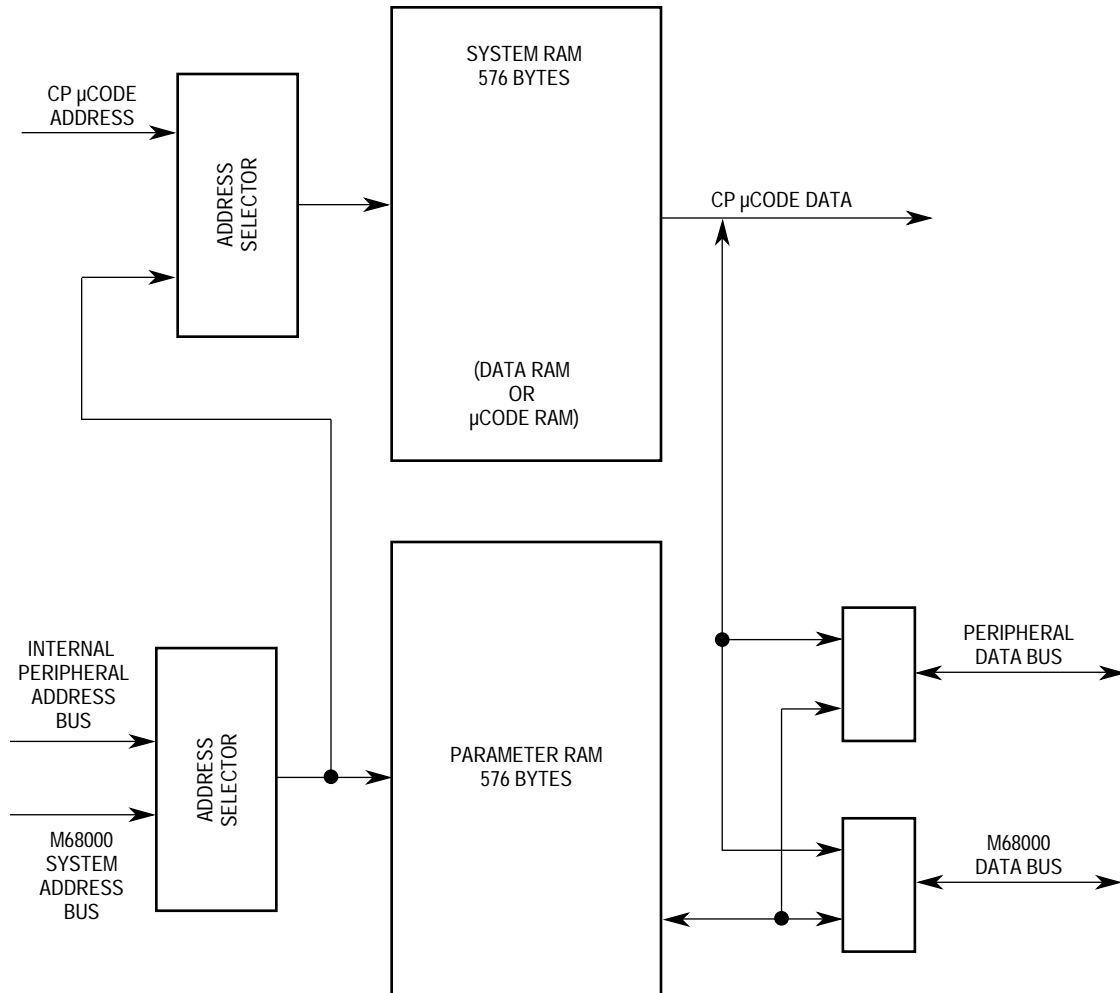 SYSTEM RAM
576 BYTES
CP µCODE
ADDRESS
ADDRESS
SELECTOR
CP µCODE DATA
(DATA RAM
OR
µCODE RAM)
INTERNAL
PERIPHERAL
ADDRESS
BUS
ADDRESS
SELECTOR
M68000
SYSTEM
ADDRESS
BUS
PARAMETER RAM
576 BYTES
PERIPHERAL
DATA BUS
M68000
DATA BUS